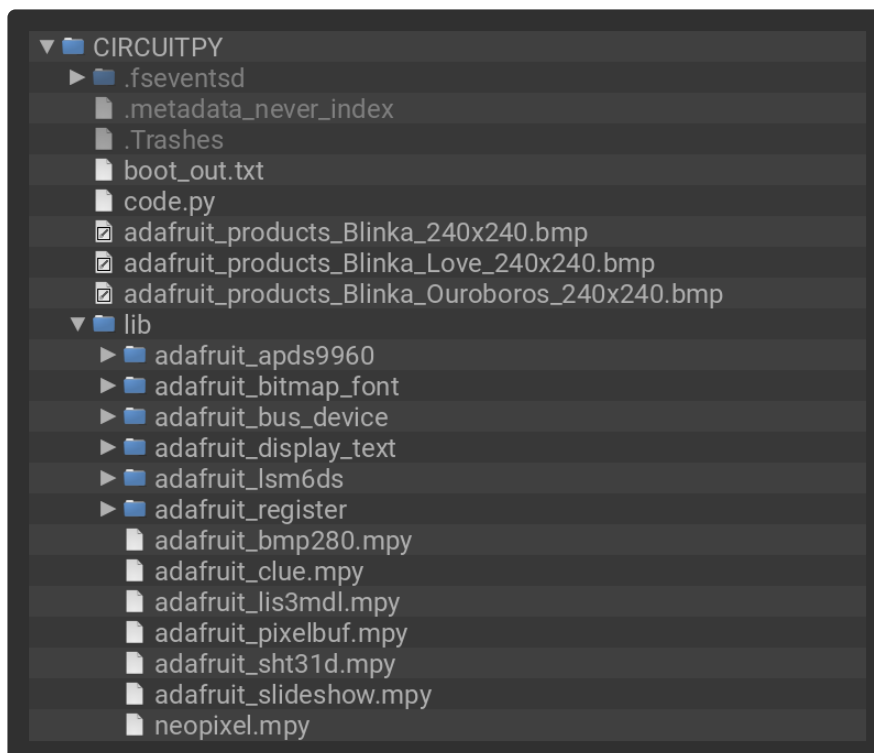 CIRCUITPY
.fseventsd
.metadata_never_index
.Trashes
boot_out.txt
code.py
adafruit_products_Blinka_240x240.bmp
adafruit_products_Blinka_Love_240x240.bmp
adafruit_products_Blinka_Ouroboros_240x240.bmp
lib
adafruit_apds9960
adafruit_bitmap_font
adafruit_bus_device
adafruit_display_text
adafruit_lsm6ds
adafruit_register
adafruit_bmp280.mpy
adafruit_clue.mpy
adafruit_lis3mdl.mpy
adafruit_pixelbuf.mpy
adafruit_sht31d.mpy
adafruit_slideshow.mpy
neopixel.mpy